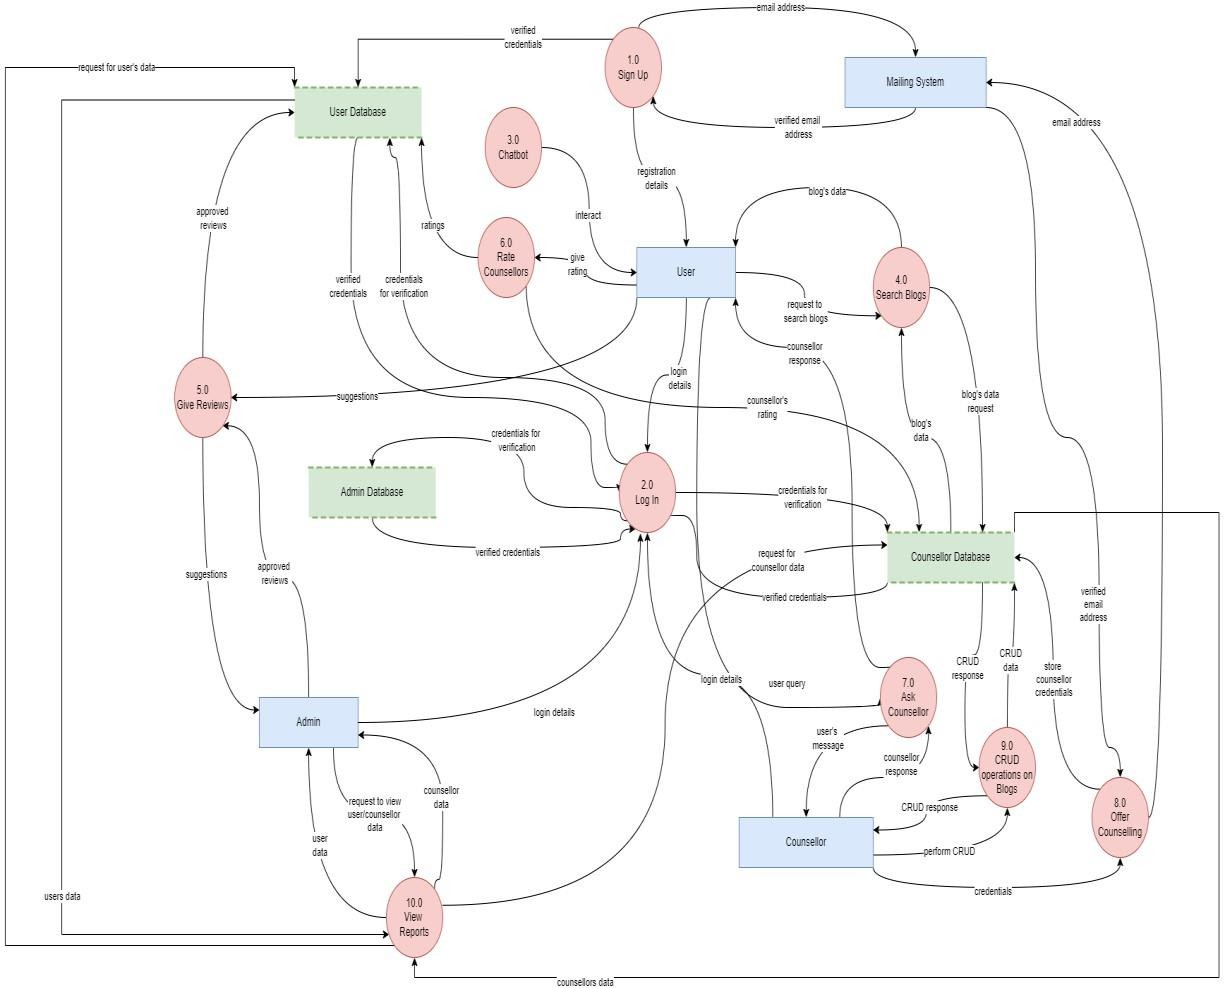 email address
verified
credentials
1.0
Sign Up
request for user's data
Mailing System
User Database
verified email
address
email address
3.0
Chatbot
registration
details
blog's data
approved
reviews
ratings
interact
6.0
Rate
Counsellors
give
rating
User
4.0
Search Blogs
verified
credentials
credentials
for verification
request to
search blogs
counsellor
response
login
details
5.0
Give Reviews
suggestions
counsellor's
rating
blog's data
request
blog's
data
credentials for
verification
Admin Database
2.0
Log In
credentials for
verification
verified credentials
request for
counsellor data
Counsellor Database
suggestions
approved
reviews
verified credentials
verified
email
address
CRUD
response
CRUD
data
store
counsellor
credentials
login details
user query
7.0
Ask
Counsellor
Admin
login details
user's
message
counsellor
response
9.0
CRUD
operations on
Blogs
request to view
user/counsellor
data
counsellor
data
CRUD response
8.0
Offer
Counselling
user
data
Counsellor
perform CRUD
credentials
users data
10.0
View
Reports
counsellors data